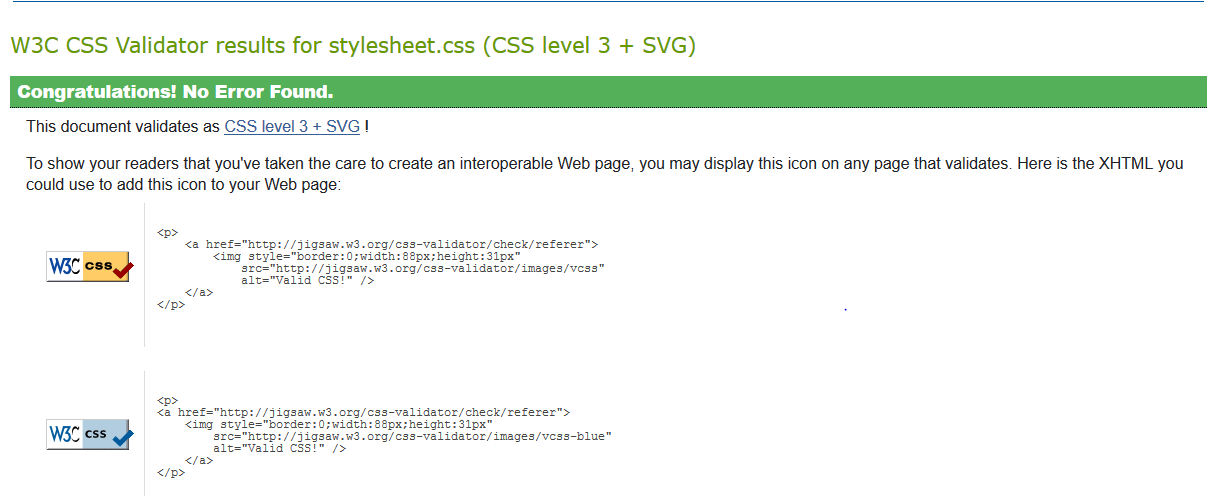 W3C CSS Validator results for stylesheet.css (CSS level 3 + SVG)
Congratulations! No Error Found.
This document validates as CSS level 3 + SVG !
To show your readers that you've taken the care to create an interoperable Web page, you may display this icon on any page that validates. Here is the XHTML you
could use to add this icon to your Web page:
W3C css
<p>
    <a href="http://jigsaw.w3.org/css-validator/check/referer">
        <img style="border:0;width:88px;height:31px"
            src="http://jigsaw.w3.org/css-validator/images/vcss"
            alt="Valid CSS!" />
    </a>
</p>
W3C css
<p>
<a href="http://jigsaw.w3.org/css-validator/check/referer">
    <img style="border:0;width:88px;height:31px"
        src="http://jigsaw.w3.org/css-validator/images/vcss-blue"
        alt="Valid CSS!" />
    </a>
</p>